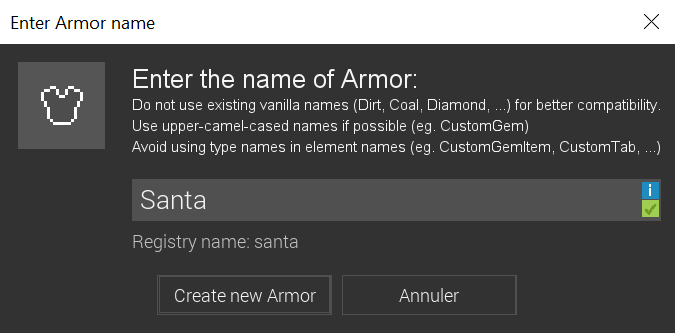 Enter Armor name
Enter the name of Armor:
Do not use existing vanilla names (Dirt, Coal, Diamond, ...) for better compatibility.
Use upper-camel-cased names if possible (eg. CustomGem)
Avoid using type names in element names (eg. CustomGemItem, CustomTab, ...)
Santa
Registry name: santa
Create new Armor
Annuler